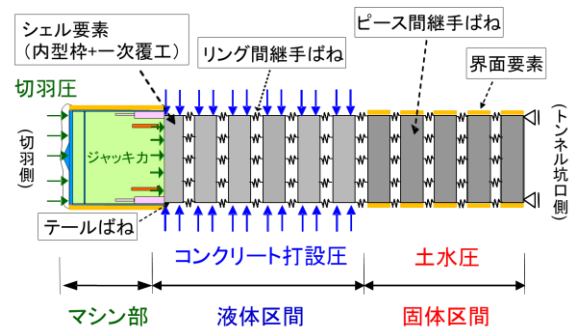 シェル要素
（内型枠+一次覆工）
リング間継手ばね
ピース間継手ばね
界面要素
切羽圧
（切羽側）
ジャッキ力
（トンネル坑口側）
テールばね
コンクリート打設圧
土水圧
マシン部
液体区間
固体区間